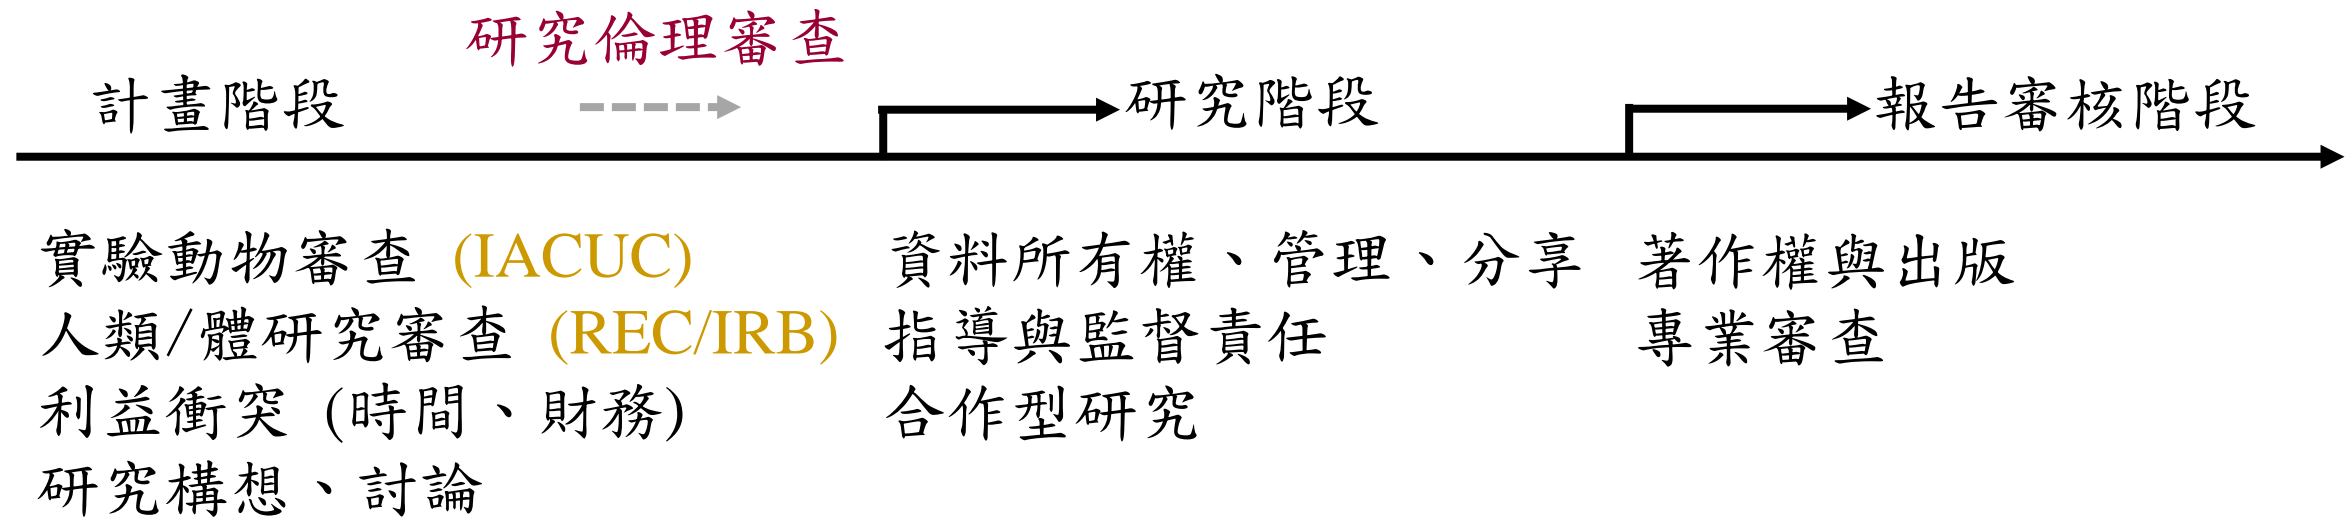 研究倫理審查
計畫階段
研究階段
報告審核階段
實驗動物審查 (IACUC)
人類/體研究審查 (REC/IRB)
利益衝突 (時間、財務)
研究構想、討論
資料所有權、管理、分享
指導與監督責任
合作型研究
著作權與出版
專業審查